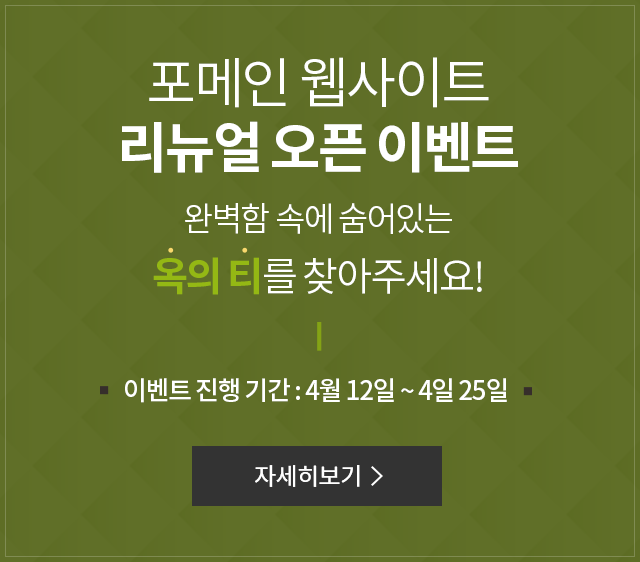 포메인 웹사이트
리뉴얼 오픈 이벤트
완벽함 속에 숨어있는
옥의 티를 찾아주세요!
이벤트 진행 기간 : 4월 12일 ~ 4일 25일
자세히보기 >